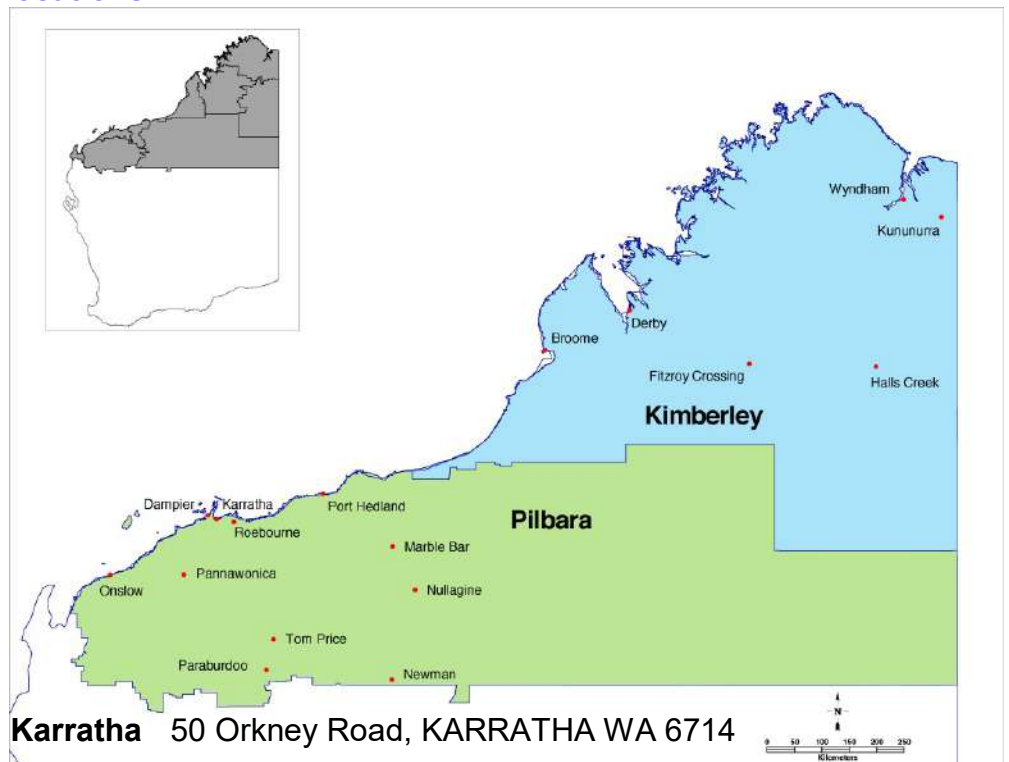 Wyndham
Kununurra
Derby
Broome
Fitzroy Crossing
Halls Creek
Kimberley
Dampier
Karratha
Port Hedland
Roebourne
Pilbara
Marble Bar
Onslow
Pannawonica
Nullagine
Tom Price
Paraburdoo
Newman
N
Karratha 50 Orkney Road, KARRATHA WA 6714
0 50 100 150 200 250
Kilometers